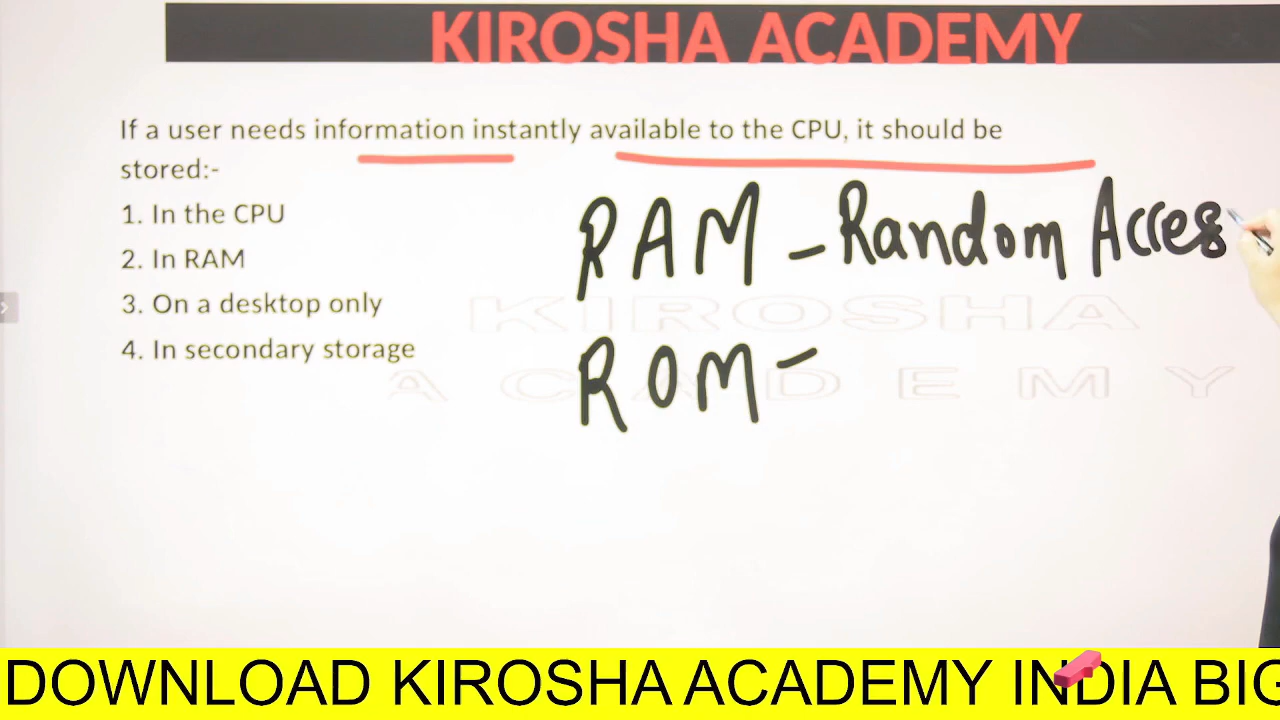 KIROSHA ACADEMY
If a user needs information instantly available to the CPU, it should be
stored:-
1. In the CPU
2. In RAM
3. On a desktop only
4. In secondary storage
RAM - Random Acces
KIROSHA
ROM -
ACADEMY
DOWNLOAD KIROSHA ACADEMY INDIA BIG